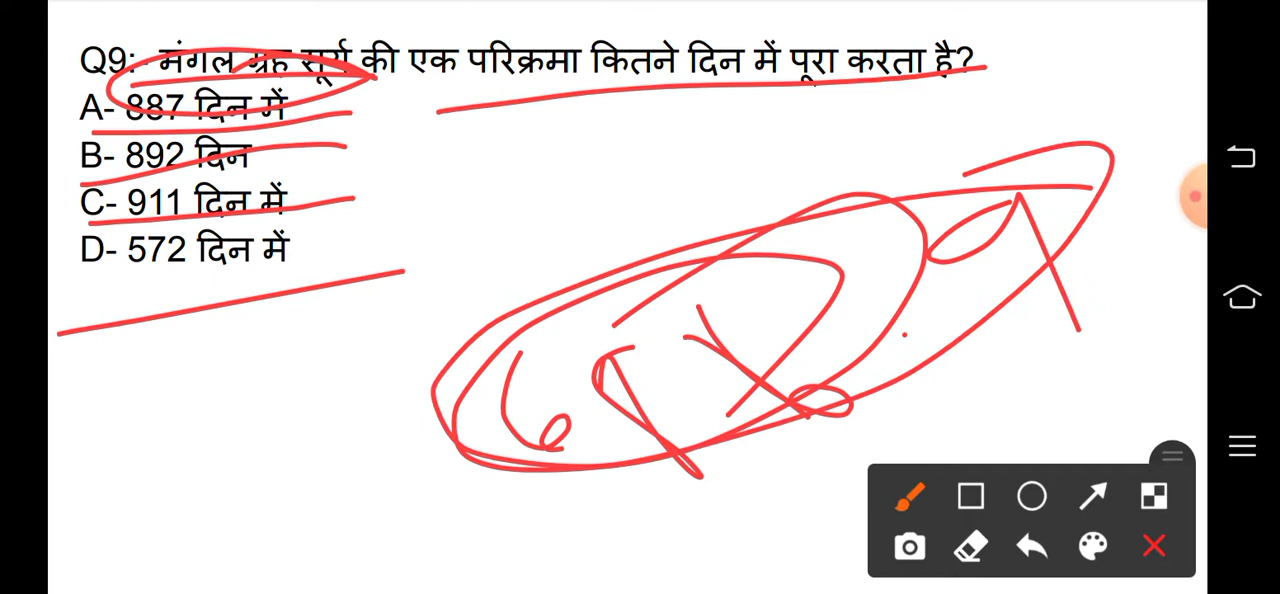 Q9:- मंगल ग्रह सूर्य की एक परिक्रमा कितने दिन में पूरा करता है?
A- 887 दिन में
B- 892 दिन
C- 911 दिन में
D- 572 दिन में